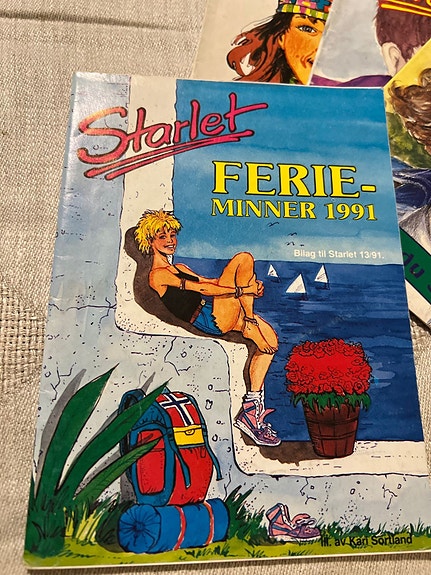 Starlet
FERIE-
MINNER 1991
Bilag til Starlet 13/91.
Ill. av Kari Sortland